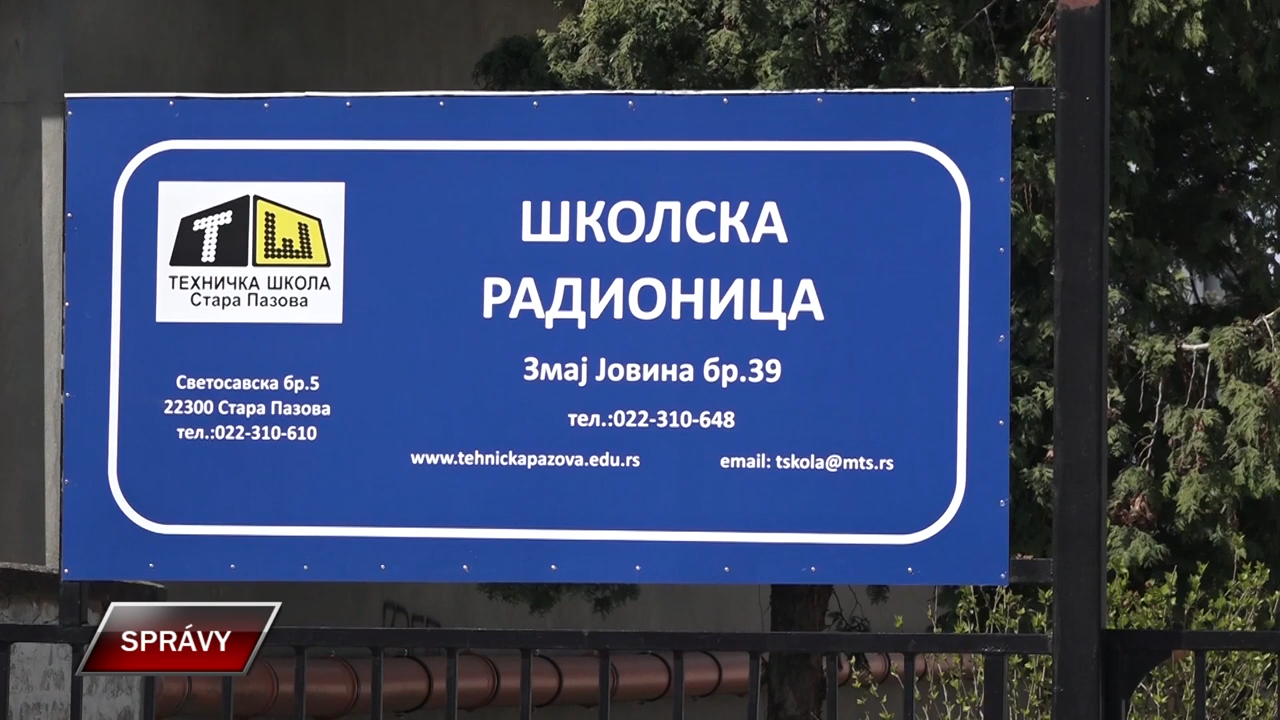 ТШ
ТЕХНИЧКА ШКОЛА
Стара Пазова
Светосавска бр.5
22300 Стара Пазова
тел.:022-310-610
ШКОЛСКА
РАДИОНИЦА
Змај Јовина бр.39
тел.:022-310-648
www.tehnickapazova.edu.rs
email: tskola@mts.rs
SPRÁVY